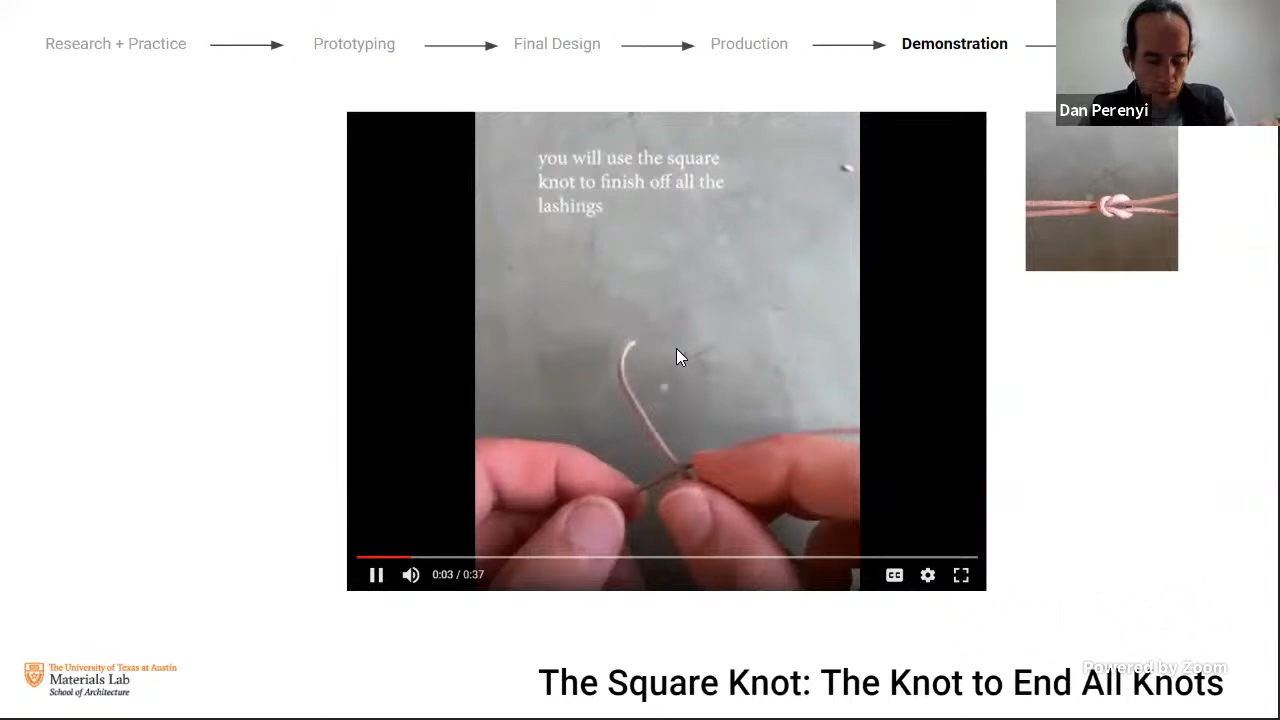 Research + Practice
Prototyping
Final Design
Production
Demonstration
Dan Perenyi
you will use the square
knot to finish off all the
lashings
0:03 / 0:37
CC
The University of Texas at Austin
Materials Lab
School of Architecture
Powered by Zoom
The Square Knot: The Knot to End All Knots